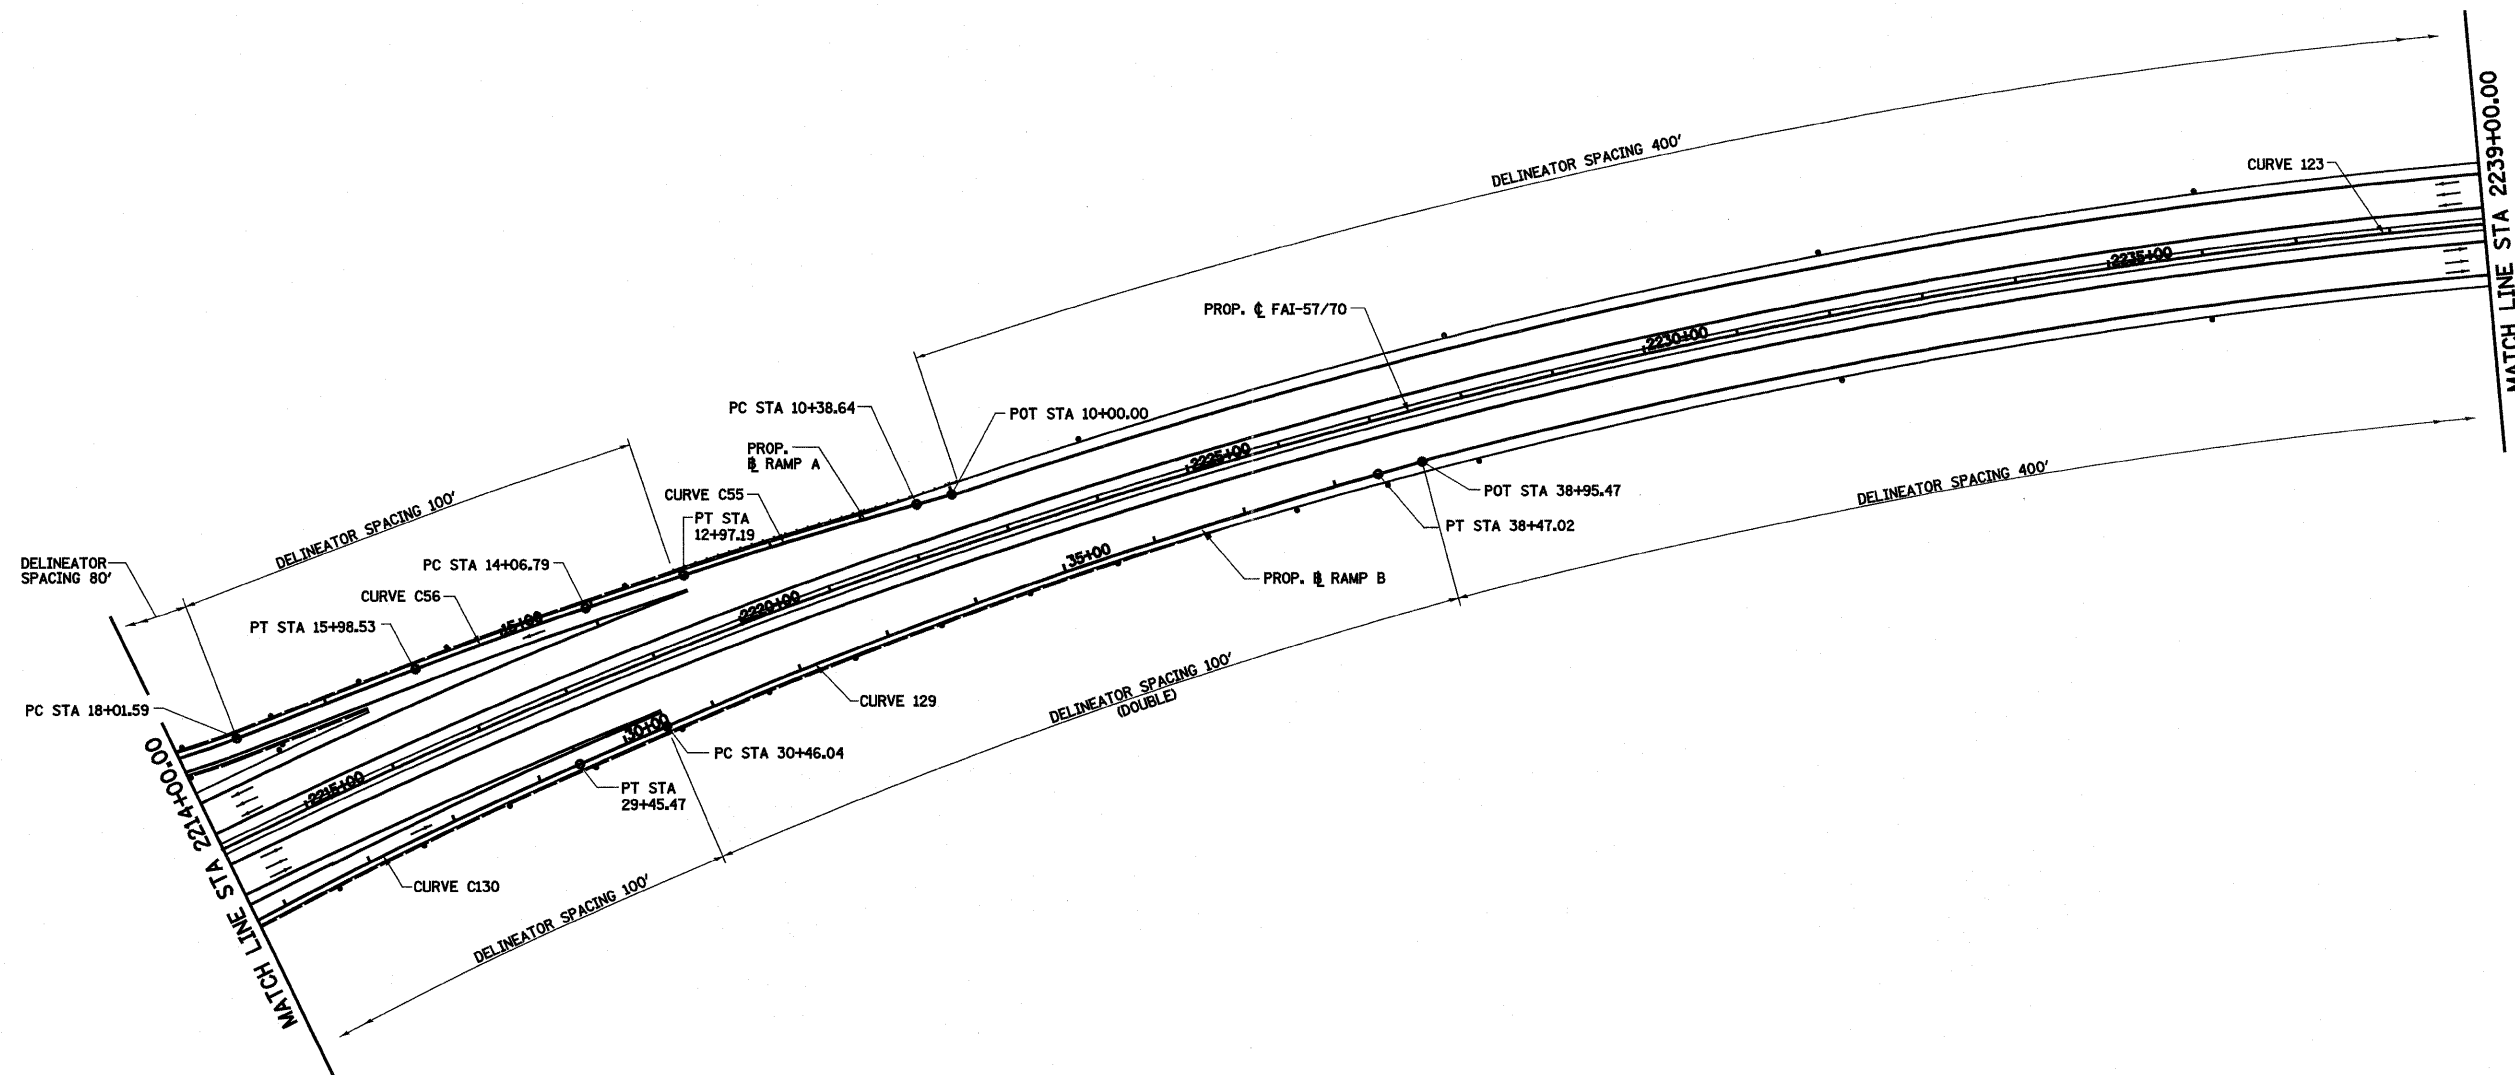 DELINEATOR SPACING 400'
CURVE 123
MATCH LINE STA 2239+00.00
2235+00
PROP. ℄ FAI-57/70
2230+00
PC STA 10+38.64
POT STA 10+00.00
PROP.
℄ RAMP A
2225+00
CURVE C55
PT STA
12+97.19
DELINEATOR SPACING 100'
POT STA 38+95.47
DELINEATOR SPACING 400'
PT STA 38+47.02
35+00
PC STA 14+06.79
DELINEATOR
SPACING 80'
PROP. ℄ RAMP B
CURVE C56
15+00
2220+00
PT STA 15+98.53
DELINEATOR SPACING 100'
(DOUBLE)
CURVE 129
PC STA 18+01.59
30+00
PC STA 30+46.04
2215+00
PT STA
29+45.47
MATCH LINE STA 2214+00.00
CURVE C130
DELINEATOR SPACING 100'